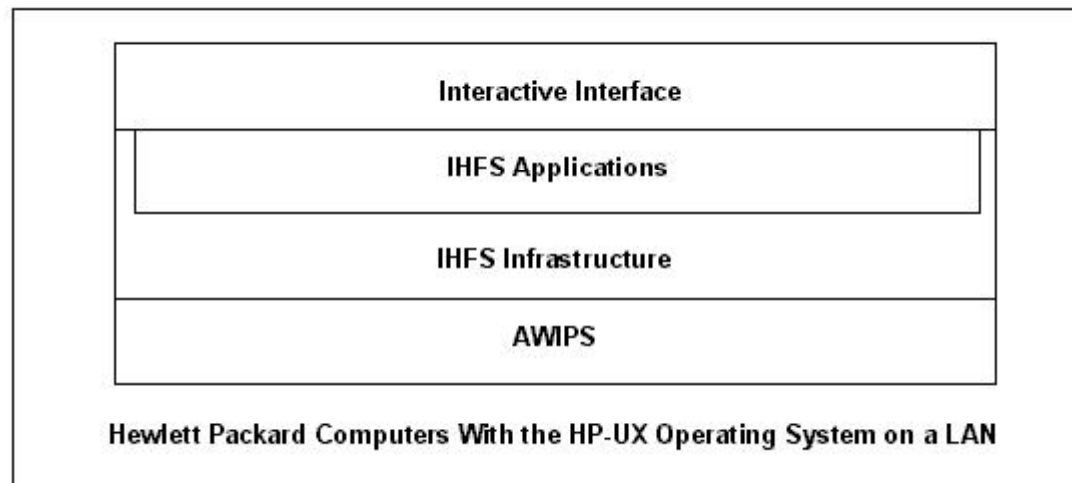 Interactive Interface
IHFS Applications
IHFS Infrastructure
AWIPS
Hewlett Packard Computers With the HP-UX Operating System on a LAN